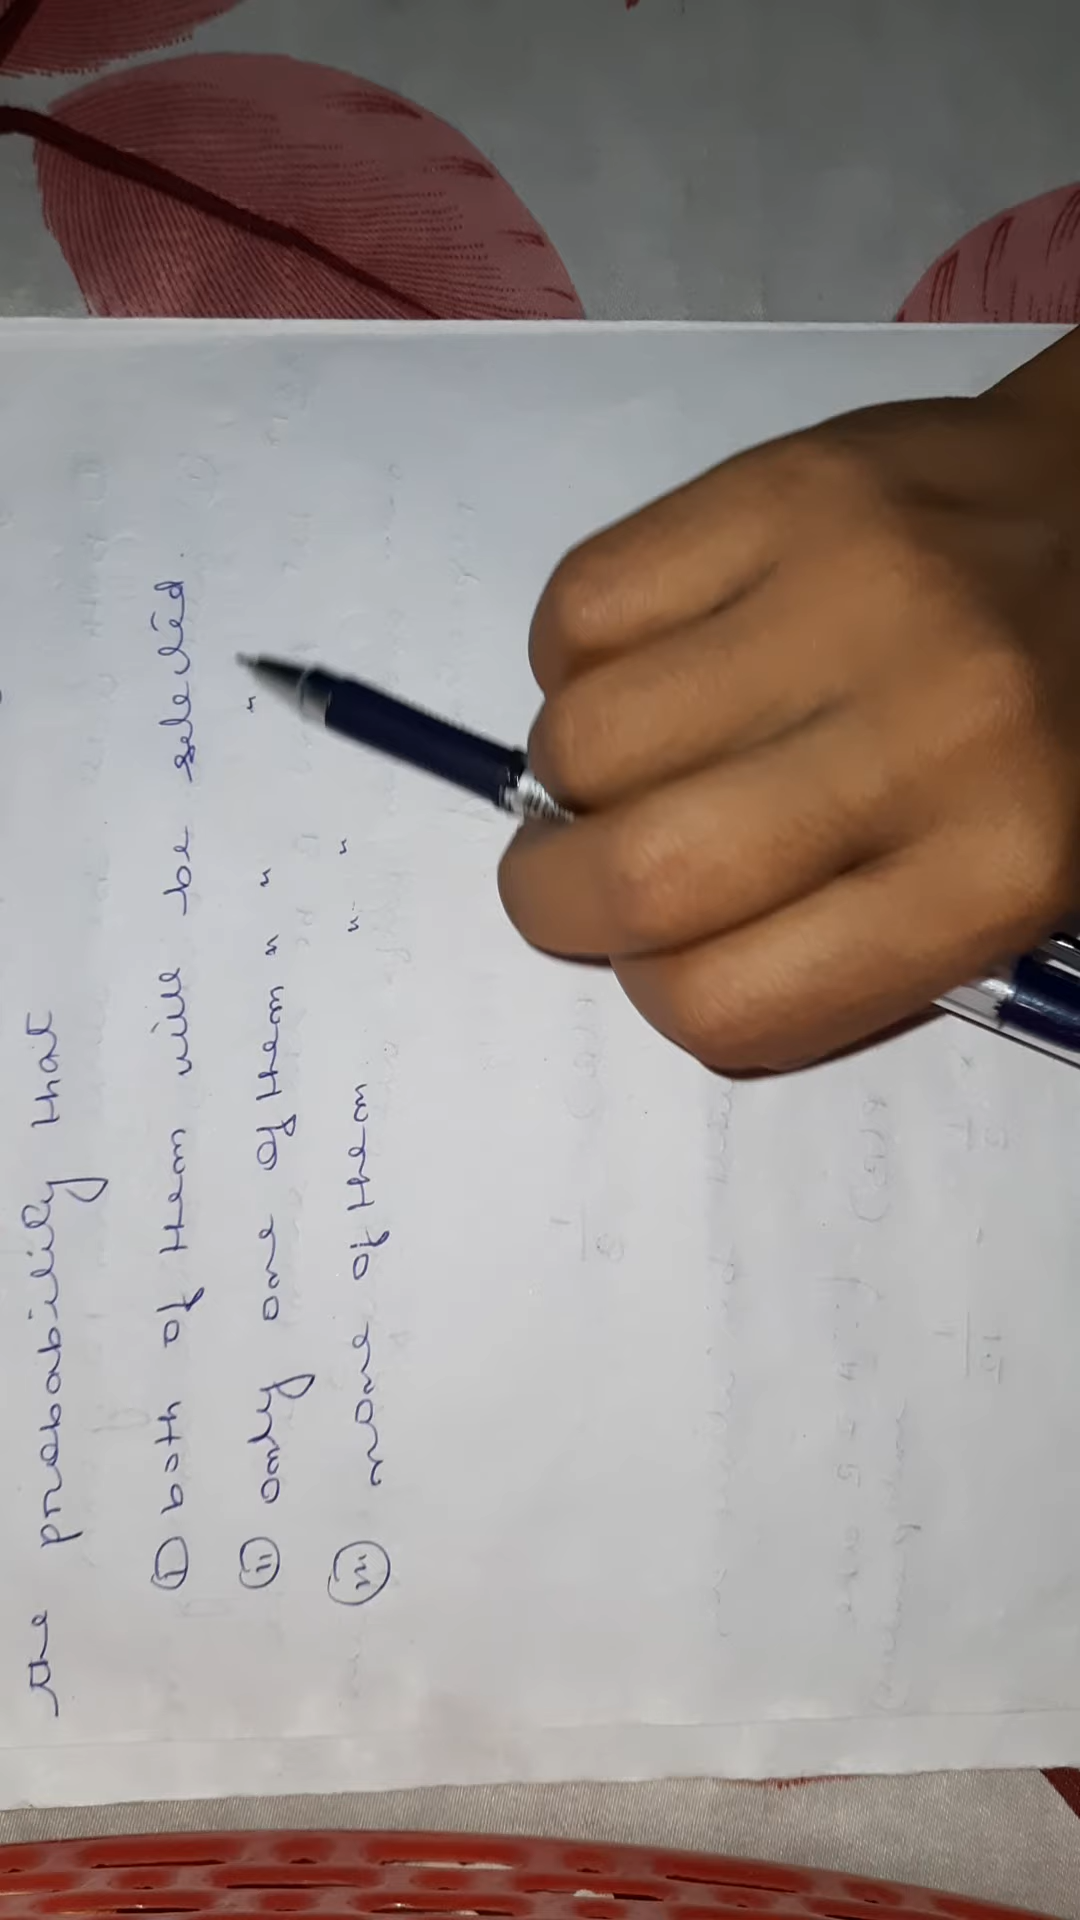 the probability that
(i) both of them will be selected.
(ii) only one of them " " "
(iii) none of them " "